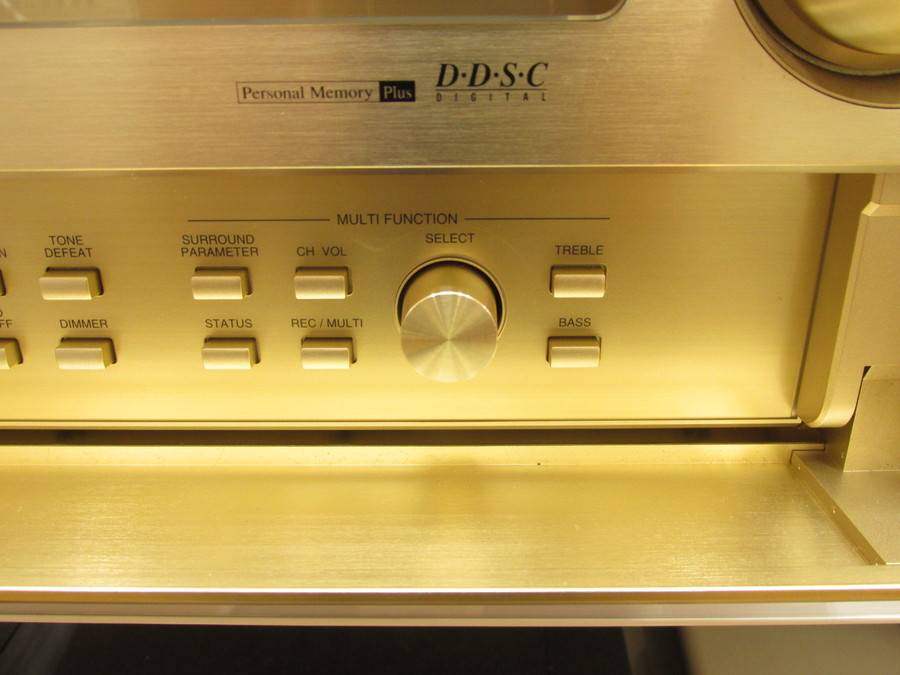 Personal Memory Plus
D·D·S·C
DIGITAL
MULTI FUNCTION
TONE
DEFEAT
SURROUND
PARAMETER
CH VOL
SELECT
TREBLE
DIMMER
STATUS
REC / MULTI
BASS